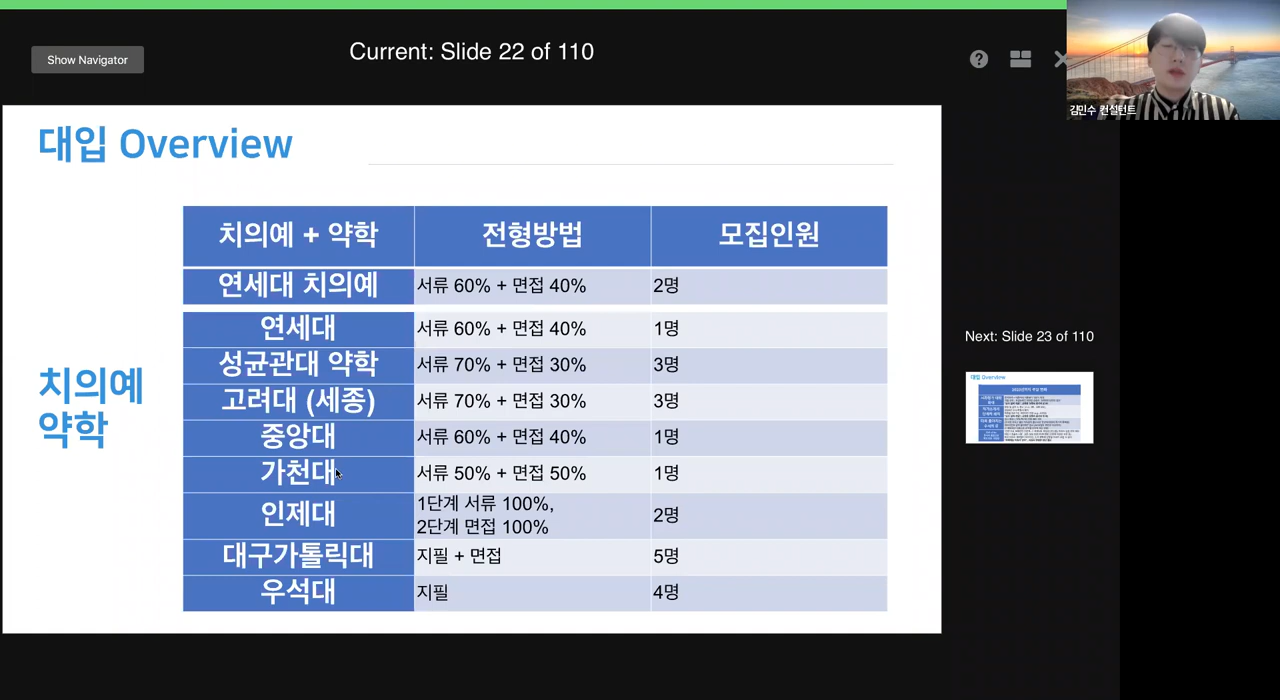 Show Navigator
Current: Slide 22 of 110
김민수 컨설턴트
대입 Overview
치의예 + 약학 전형방법 모집인원
연세대 치의예 서류 60% + 면접 40% 2명
연세대 서류 60% + 면접 40% 1명
성균관대 약학 서류 70% + 면접 30% 3명
고려대 (세종) 서류 70% + 면접 30% 3명
중앙대 서류 60% + 면접 40% 1명
가천대 서류 50% + 면접 50% 1명
인제대 1단계 서류 100%, 2명
2단계 면접 100%
대구가톨릭대 지필 + 면접 5명
우석대 지필 4명
치의예
약학
Next: Slide 23 of 110
대입 Overview